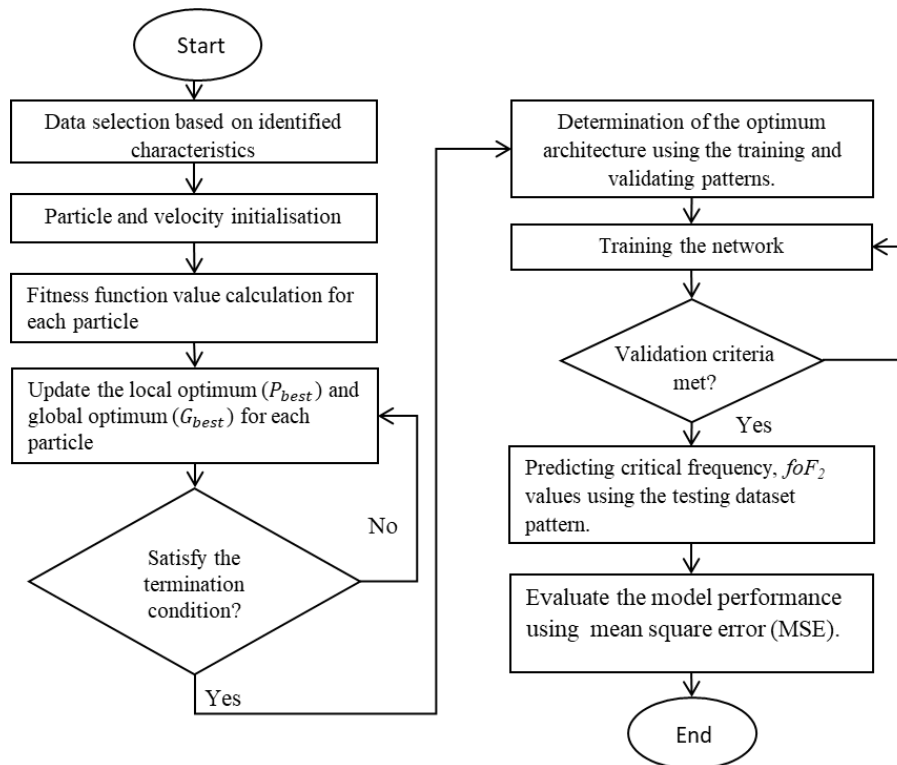 Start
Data selection based on identified
characteristics
Particle and velocity initialisation
Fitness function value calculation for
each particle
Update the local optimum (P_best) and
global optimum (G_best) for each
particle
No
Satisfy the
termination
condition?
Yes
Determination of the optimum
architecture using the training and
validating patterns.
Training the network
Validation criteria
met?
Yes
Predicting critical frequency, foF₂
values using the testing dataset
pattern.
Evaluate the model performance
using mean square error (MSE).
End